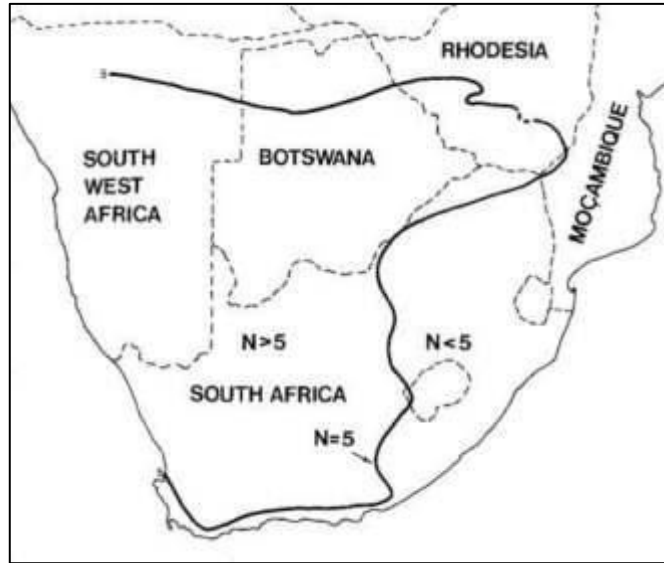 RHODESIA
SOUTH
WEST
AFRICA
BOTSWANA
MOÇAMBIQUE
N>5
N<5
SOUTH AFRICA
N=5